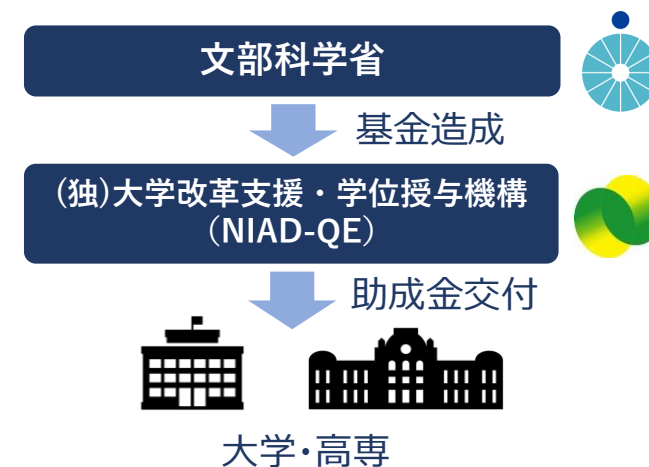 文部科学省
基金造成
(独)大学改革支援・学位授与機構
(NIAD-QE)
助成金交付
大学・高専